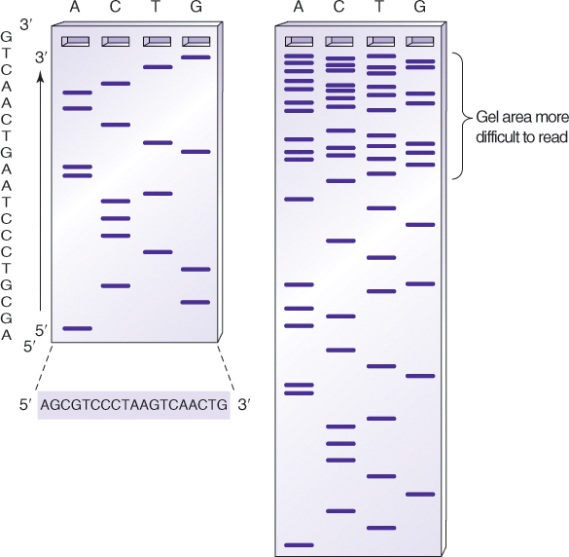 A C T G
3′
G
T
C
A
A
C
T
G
A
A
T
C
C
C
T
G
C
G
A
5′
3′
5′
5′ AGCGTCCCTAAGTCAACTG 3′
A C T G
Gel area more
difficult to read